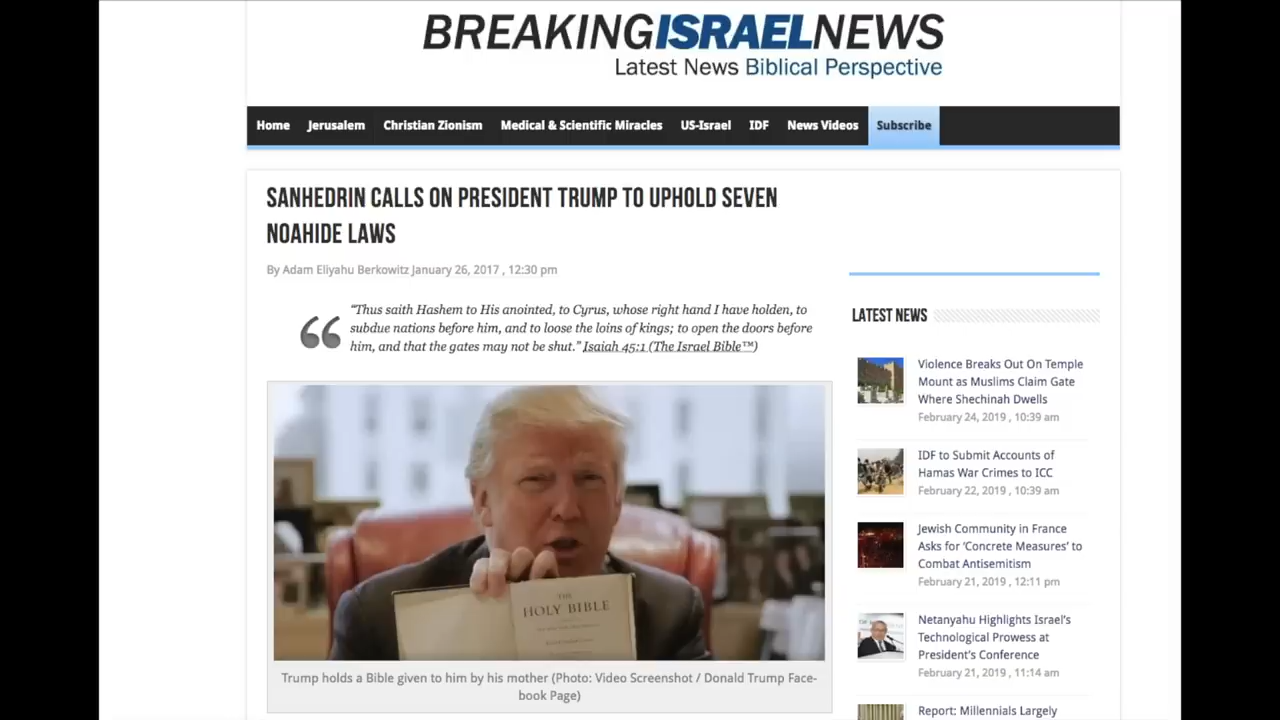 BREAKINGISRAELNEWS
Latest News Biblical Perspective
Home Jerusalem Christian Zionism Medical & Scientific Miracles US-Israel IDF News Videos Subscribe
SANHEDRIN CALLS ON PRESIDENT TRUMP TO UPHOLD SEVEN
NOAHIDE LAWS
By Adam Eliyahu Berkowitz January 26, 2017 , 12:30 pm
“Thus saith Hashem to His anointed, to Cyrus, whose right hand I have holden, to
subdue nations before him, and to loose the loins of kings; to open the doors before
him, and that the gates may not be shut.” Isaiah 45:1 (The Israel Bible™)
THE
HOLY BIBLE
Trump holds a Bible given to him by his mother (Photo: Video Screenshot / Donald Trump Face-
book Page)
LATEST NEWS
Violence Breaks Out On Temple
Mount as Muslims Claim Gate
Where Shechinah Dwells
February 24, 2019 , 10:39 am
IDF to Submit Accounts of
Hamas War Crimes to ICC
February 22, 2019 , 10:39 am
Jewish Community in France
Asks for ‘Concrete Measures’ to
Combat Antisemitism
February 21, 2019 , 12:11 pm
Netanyahu Highlights Israel’s
Technological Prowess at
President’s Conference
February 21, 2019 , 11:14 am
Report: Millennials Largely